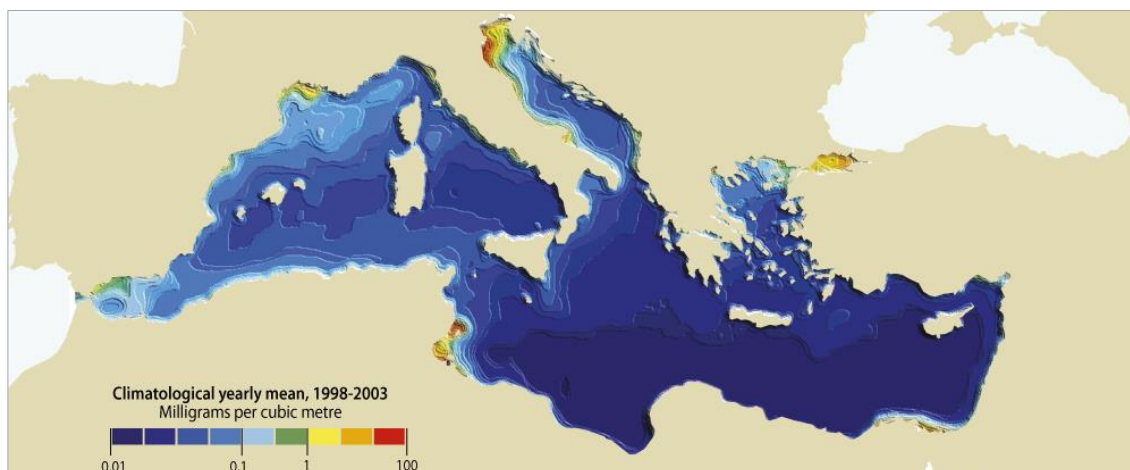 Climatological yearly mean, 1998-2003
Milligrams per cubic metre
0.01 0.1 1 100